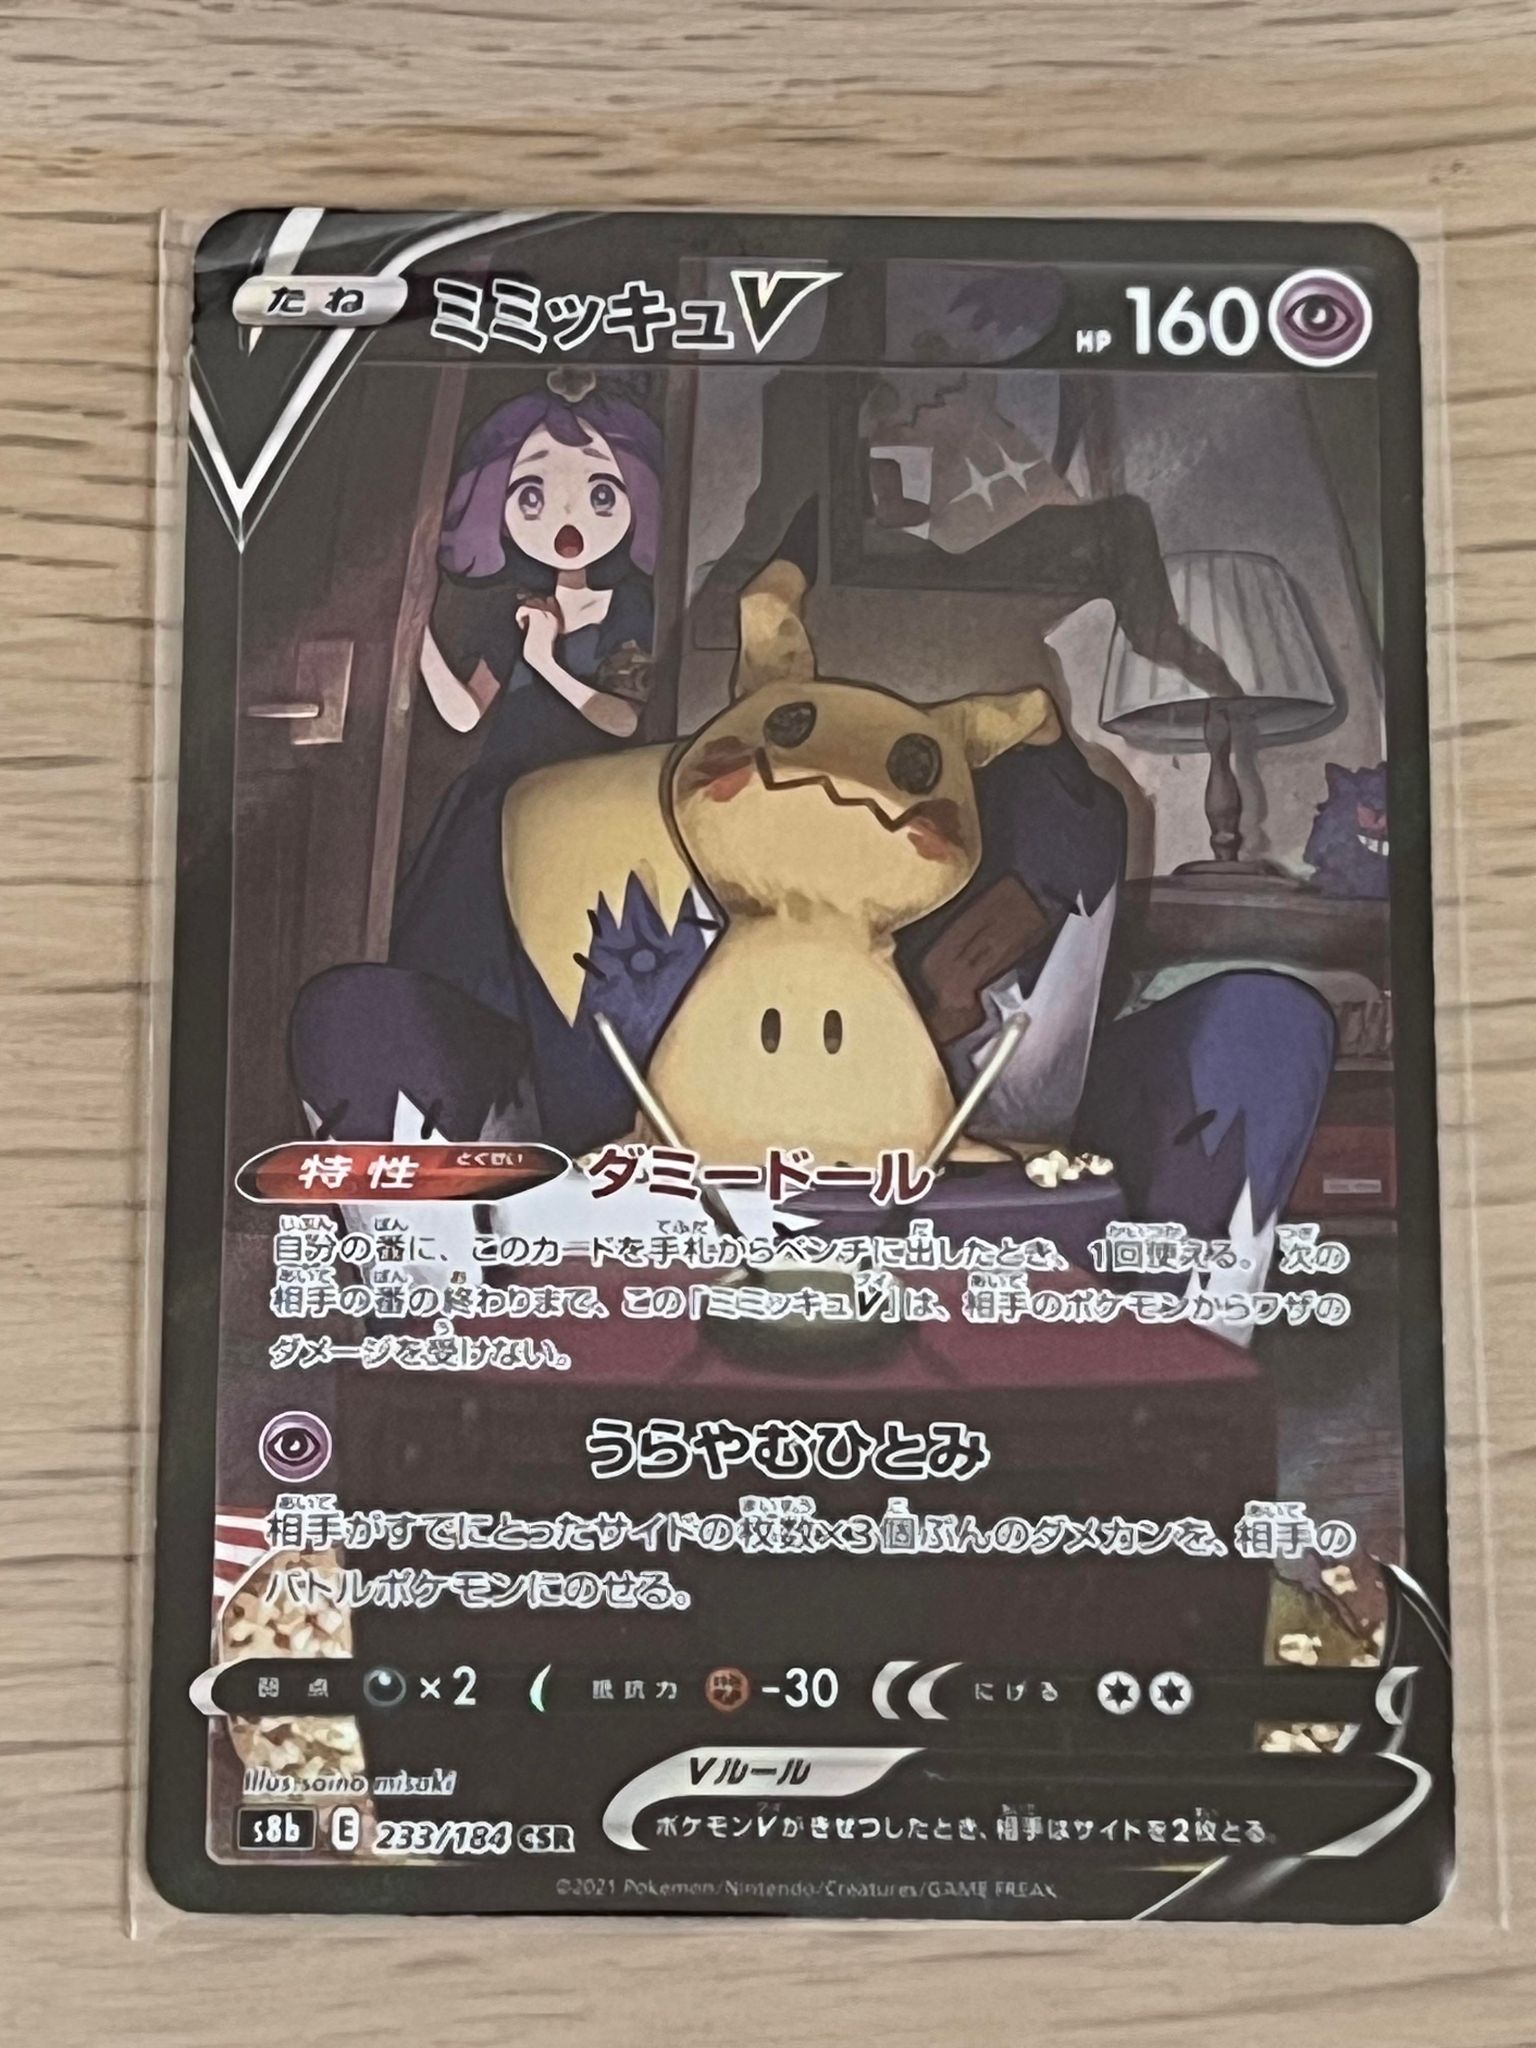 たね ミミッキュV HP 160
特性 とくせい ダミードール
自分の番に、このカードを手札からベンチに出したとき、1回使える。次の
相手の番の終わりまで、この「ミミッキュV」は、相手のポケモンからワザの
ダメージを受けない。
うらやむひとみ
相手がすでにとったサイドの枚数×3個ぶんのダメカンを、相手の
バトルポケモンにのせる。
弱点 ×2 抵抗力 -30 にげる
Illus. saino misaki
Vルール
s8b E 233/184 CSR
ポケモンVがきぜつしたとき、相手はサイドを2枚とる。
©2021 Pokémon/Nintendo/Creatures/GAME FREAK